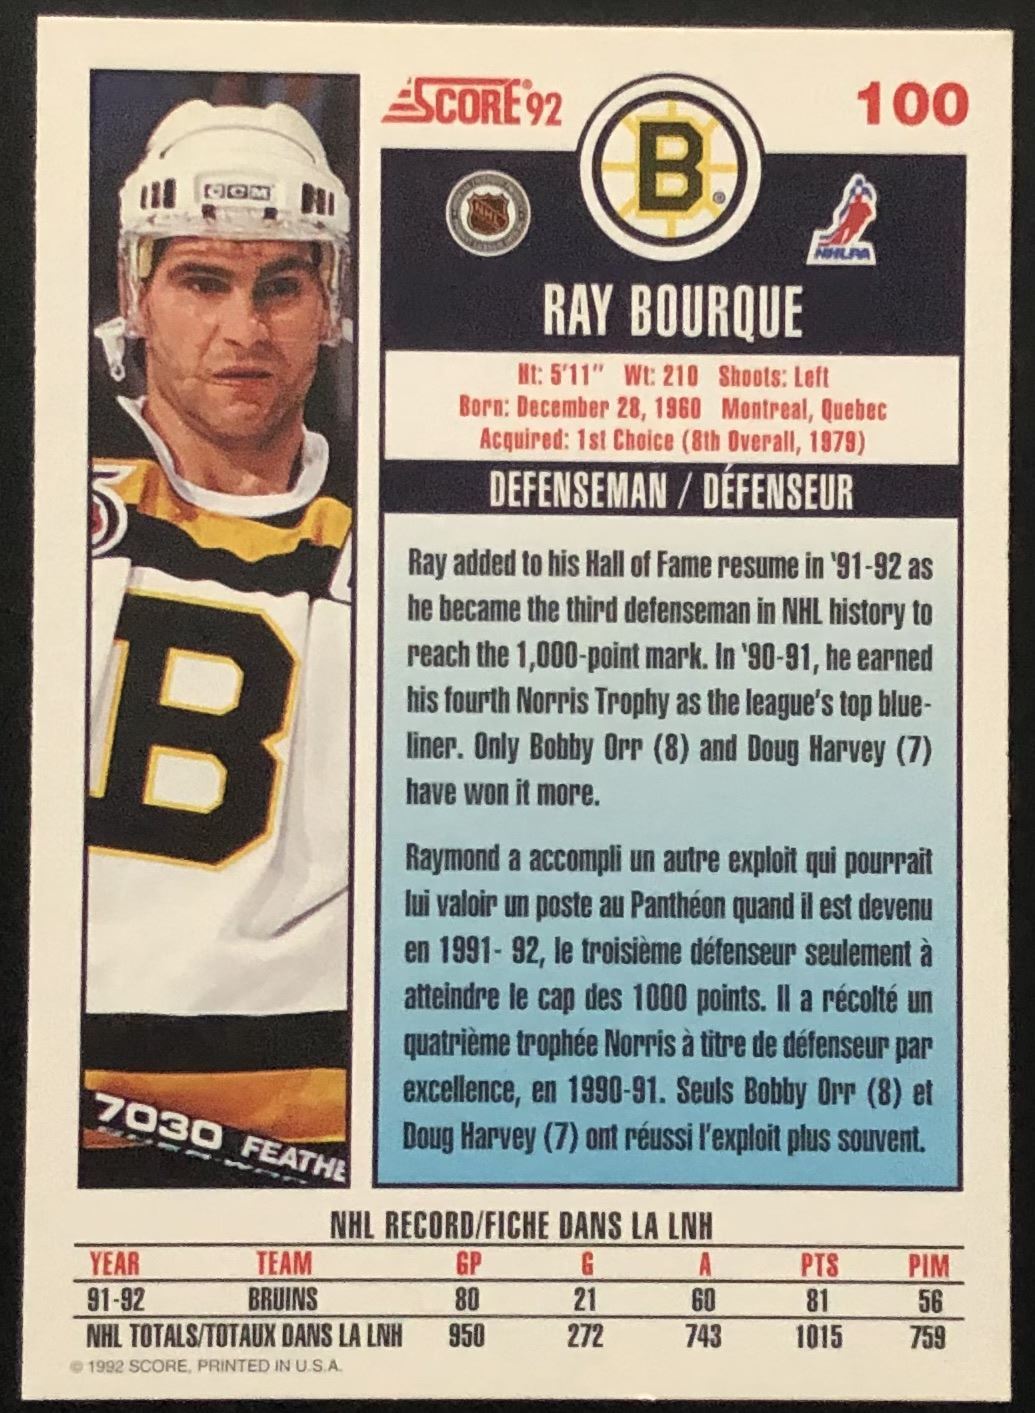 SCORE®'92
100
CCM
B®
NHL
NHLPA
RAY BOURQUE
Ht: 5'11" Wt: 210 Shoots: Left
Born: December 28, 1960 Montreal, Quebec
Acquired: 1st Choice (8th Overall, 1979)
DEFENSEMAN / DÉFENSEUR
Ray added to his Hall of Fame resume in '91-92 as
he became the third defenseman in NHL history to
reach the 1,000-point mark. In '90-91, he earned
his fourth Norris Trophy as the league's top blue-
liner. Only Bobby Orr (8) and Doug Harvey (7)
have won it more.
Raymond a accompli un autre exploit qui pourrait
lui valoir un poste au Panthéon quand il est devenu
en 1991- 92, le troisième défenseur seulement à
atteindre le cap des 1000 points. Il a récolté un
quatrième trophée Norris à titre de défenseur par
excellence, en 1990-91. Seuls Bobby Orr (8) et
Doug Harvey (7) ont réussi l'exploit plus souvent.
B
7030 FEATHE
NHL RECORD/FICHE DANS LA LNH
YEAR TEAM GP G A PTS PIM
91-92 BRUINS 80 21 60 81 56
NHL TOTALS/TOTAUX DANS LA LNH 950 272 743 1015 759
© 1992 SCORE, PRINTED IN U.S.A.